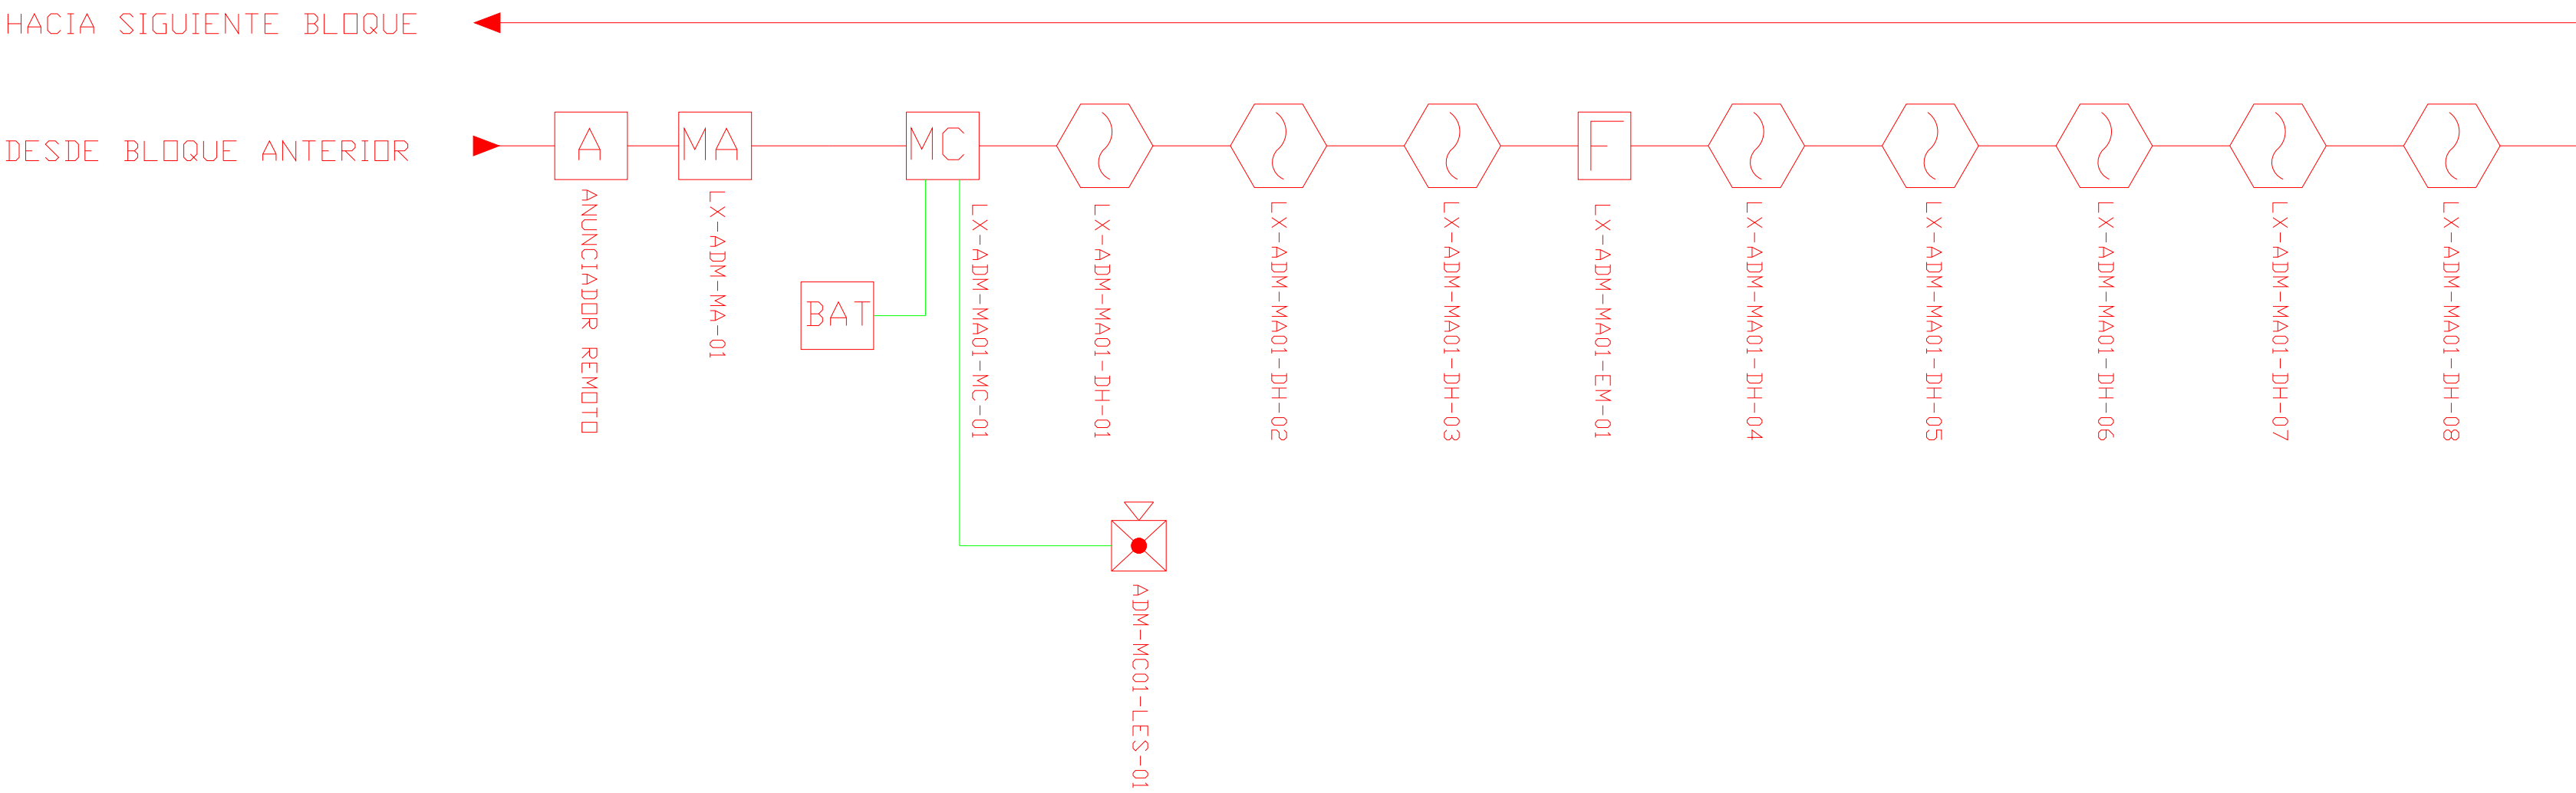 HACIA SIGUIENTE BLOQUE
DESDE BLOQUE ANTERIOR
A
MA
MC
F
BAT
ANUNCIADOR REMOTO
LX-ADM-MA-01
LX-ADM-MA01-MC-01
LX-ADM-MA01-DH-01
LX-ADM-MA01-DH-02
LX-ADM-MA01-DH-03
LX-ADM-MA01-EM-01
LX-ADM-MA01-DH-04
LX-ADM-MA01-DH-05
LX-ADM-MA01-DH-06
LX-ADM-MA01-DH-07
LX-ADM-MA01-DH-08
ADM-MC01-LES-01